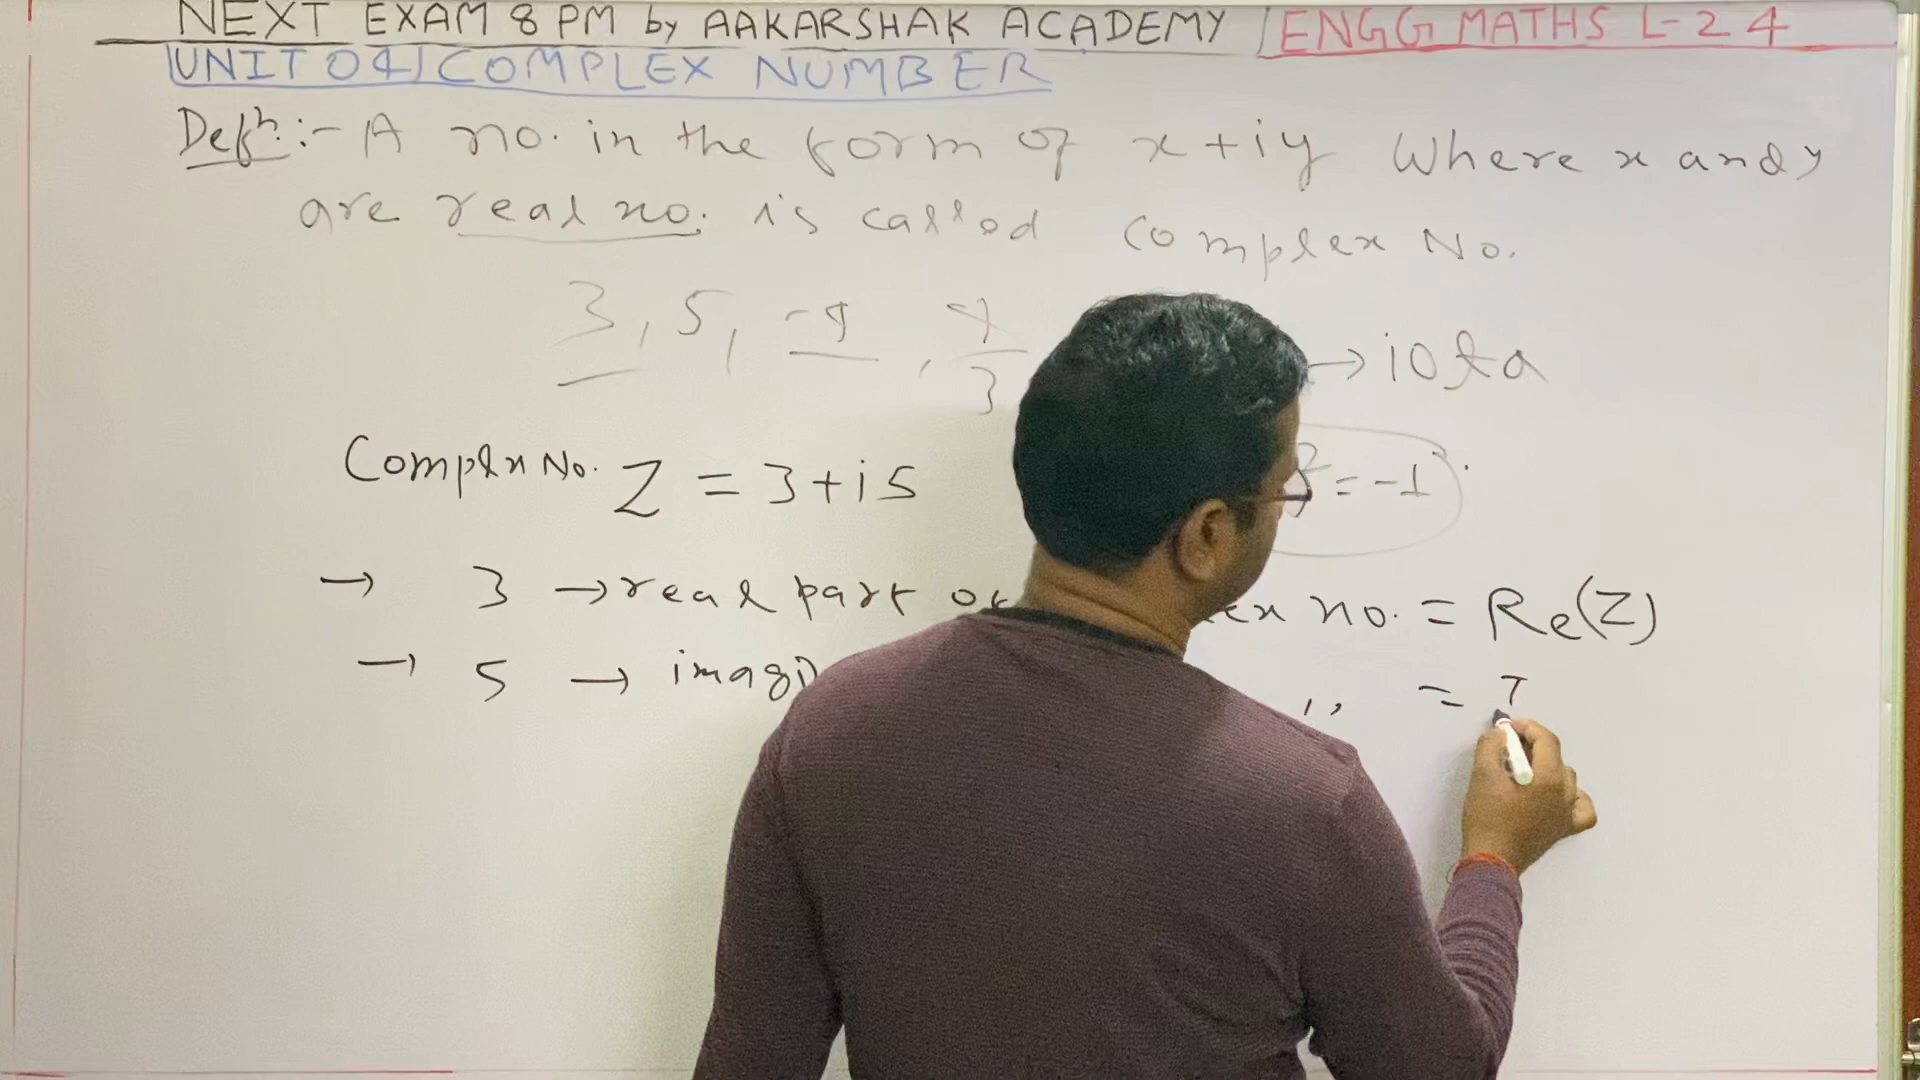 NEXT EXAM 8 PM by AAKARSHAK ACADEMY | ENGG MATHS L-24
UNIT 04 | COMPLEX NUMBER
Defn:- A no. in the form of x+iy Where x and y
are real no. is called Complex No.
3, 5, -9, 4/3 → iota
Complex No. Z = 3+i5 = -1
→ 3 → real part of no. = Re(Z)
→ 5 → imagi ,, = I